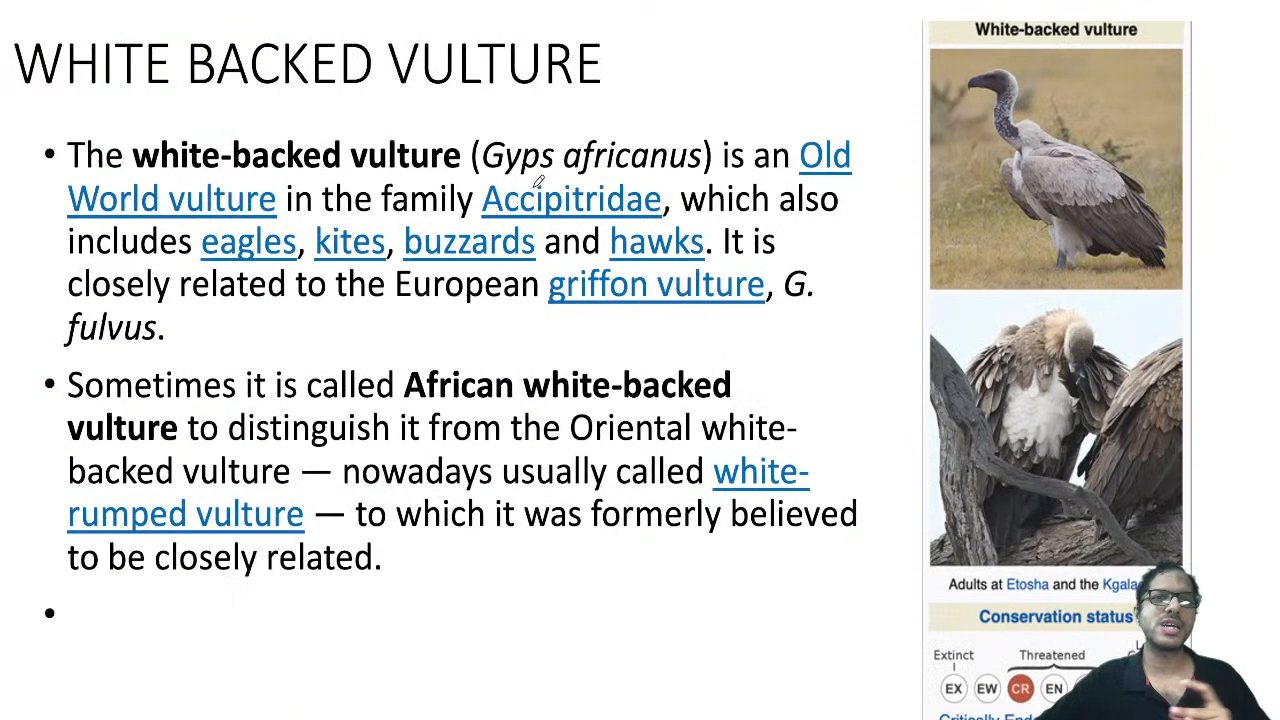 WHITE BACKED VULTURE
• The white-backed vulture (Gyps africanus) is an Old
World vulture in the family Accipitridae, which also
includes eagles, kites, buzzards and hawks. It is
closely related to the European griffon vulture, G.
fulvus.
• Sometimes it is called African white-backed
vulture to distinguish it from the Oriental white-
backed vulture — nowadays usually called white-
rumped vulture — to which it was formerly believed
to be closely related.
•
White-backed vulture
Adults at Etosha and the
Conservation status
Extinct Threatened
EX EW CR EN
Critically